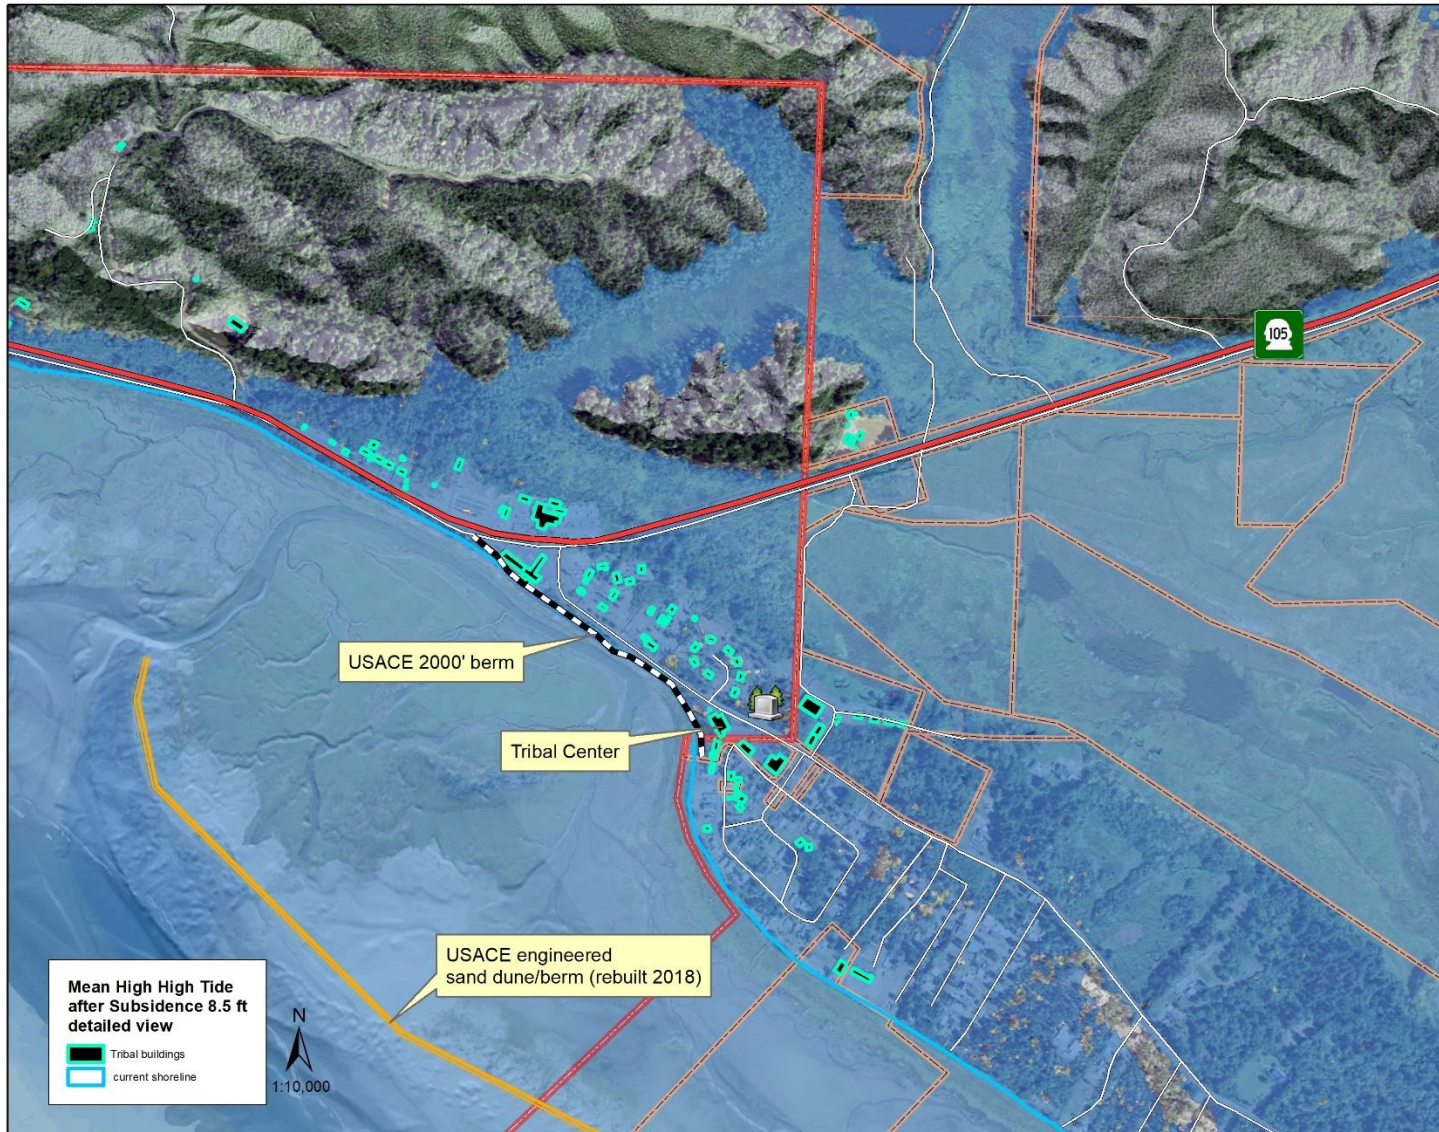 105
USACE 2000' berm
Tribal Center
USACE engineered
sand dune/berm (rebuilt 2018)
Mean High High Tide
after Subsidence 8.5 ft
detailed view
Tribal buildings
current shoreline
N
1:10,000